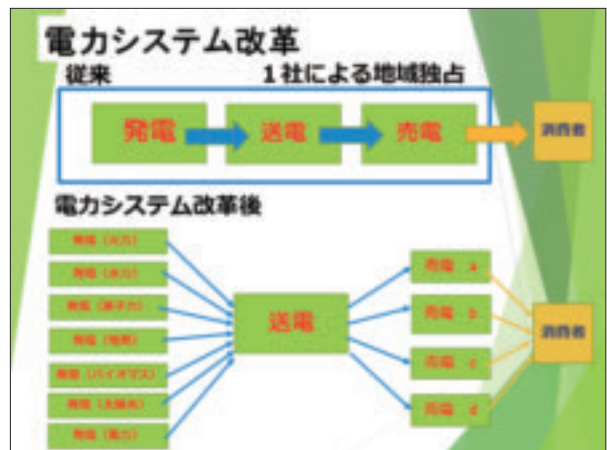 電力システム改革
従来 1社による地域独占
発電 送電 売電 消費者
電力システム改革後
発電（火力）
発電（水力）
発電（原子力）
発電（地熱）
発電（バイオマス）
発電（太陽光）
発電（風力）
送電
売電 a
売電 b
売電 c
売電 d
消費者